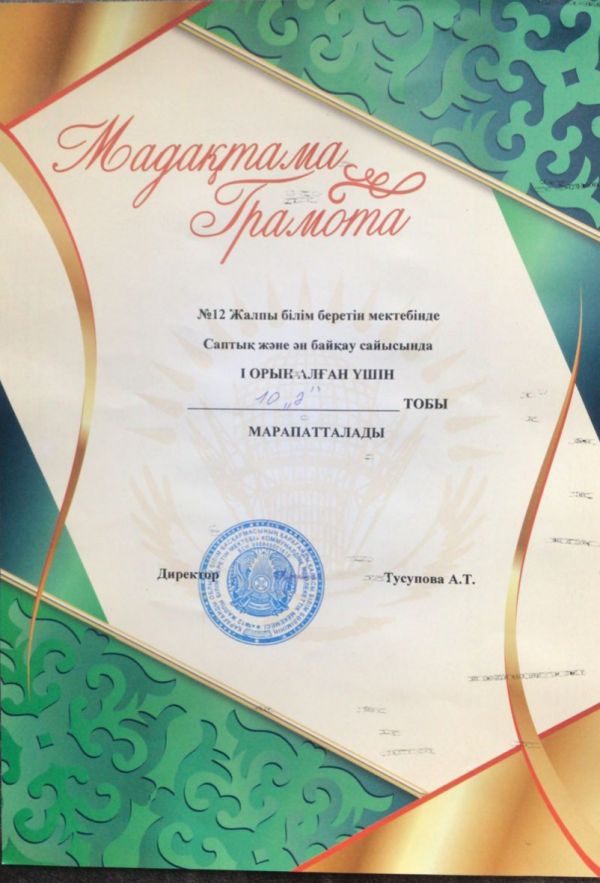 Мадақтама
Грамота
№12 Жалпы білім беретін мектебінде
Саптық және ән байқау сайысында
I ОРЫН АЛҒАН ҮШІН
10 „Ә" ТОБЫ
МАРАПАТТАЛАДЫ
Директор Тусупова А.Т.